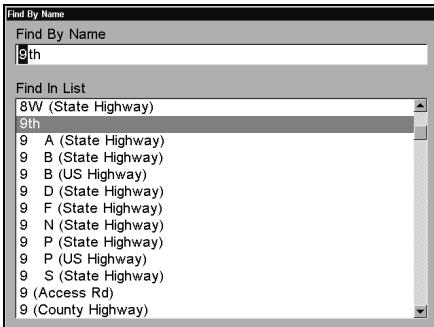 Find By Name
Find By Name
9th
Find In List
8W (State Highway)
9th
9 A (State Highway)
9 B (State Highway)
9 B (US Highway)
9 D (State Highway)
9 F (State Highway)
9 N (State Highway)
9 P (State Highway)
9 P (US Highway)
9 S (State Highway)
9 (Access Rd)
9 (County Highway)